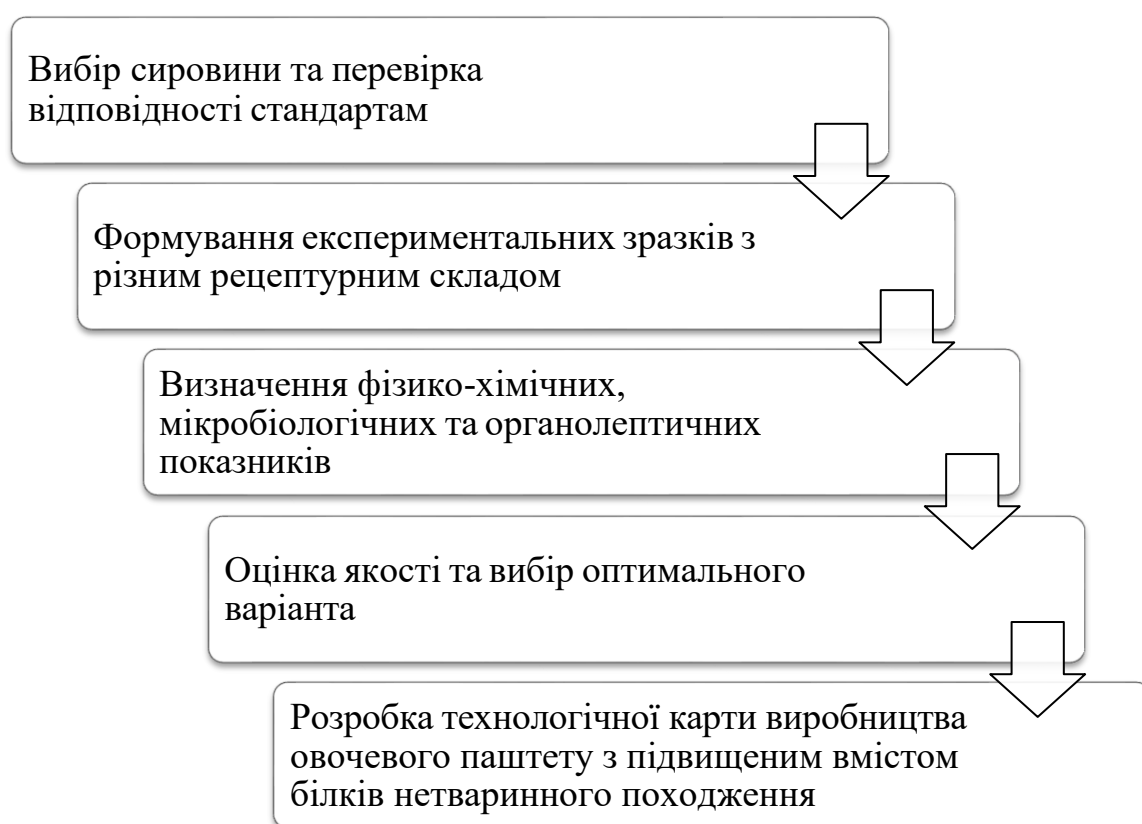 Вибір сировини та перевірка
відповідності стандартам
Формування експериментальних зразків з
різним рецептурним складом
Визначення фізико-хімічних,
мікробіологічних та органолептичних
показників
Оцінка якості та вибір оптимального
варіанта
Розробка технологічної карти виробництва
овочевого паштету з підвищеним вмістом
білків нетваринного походження